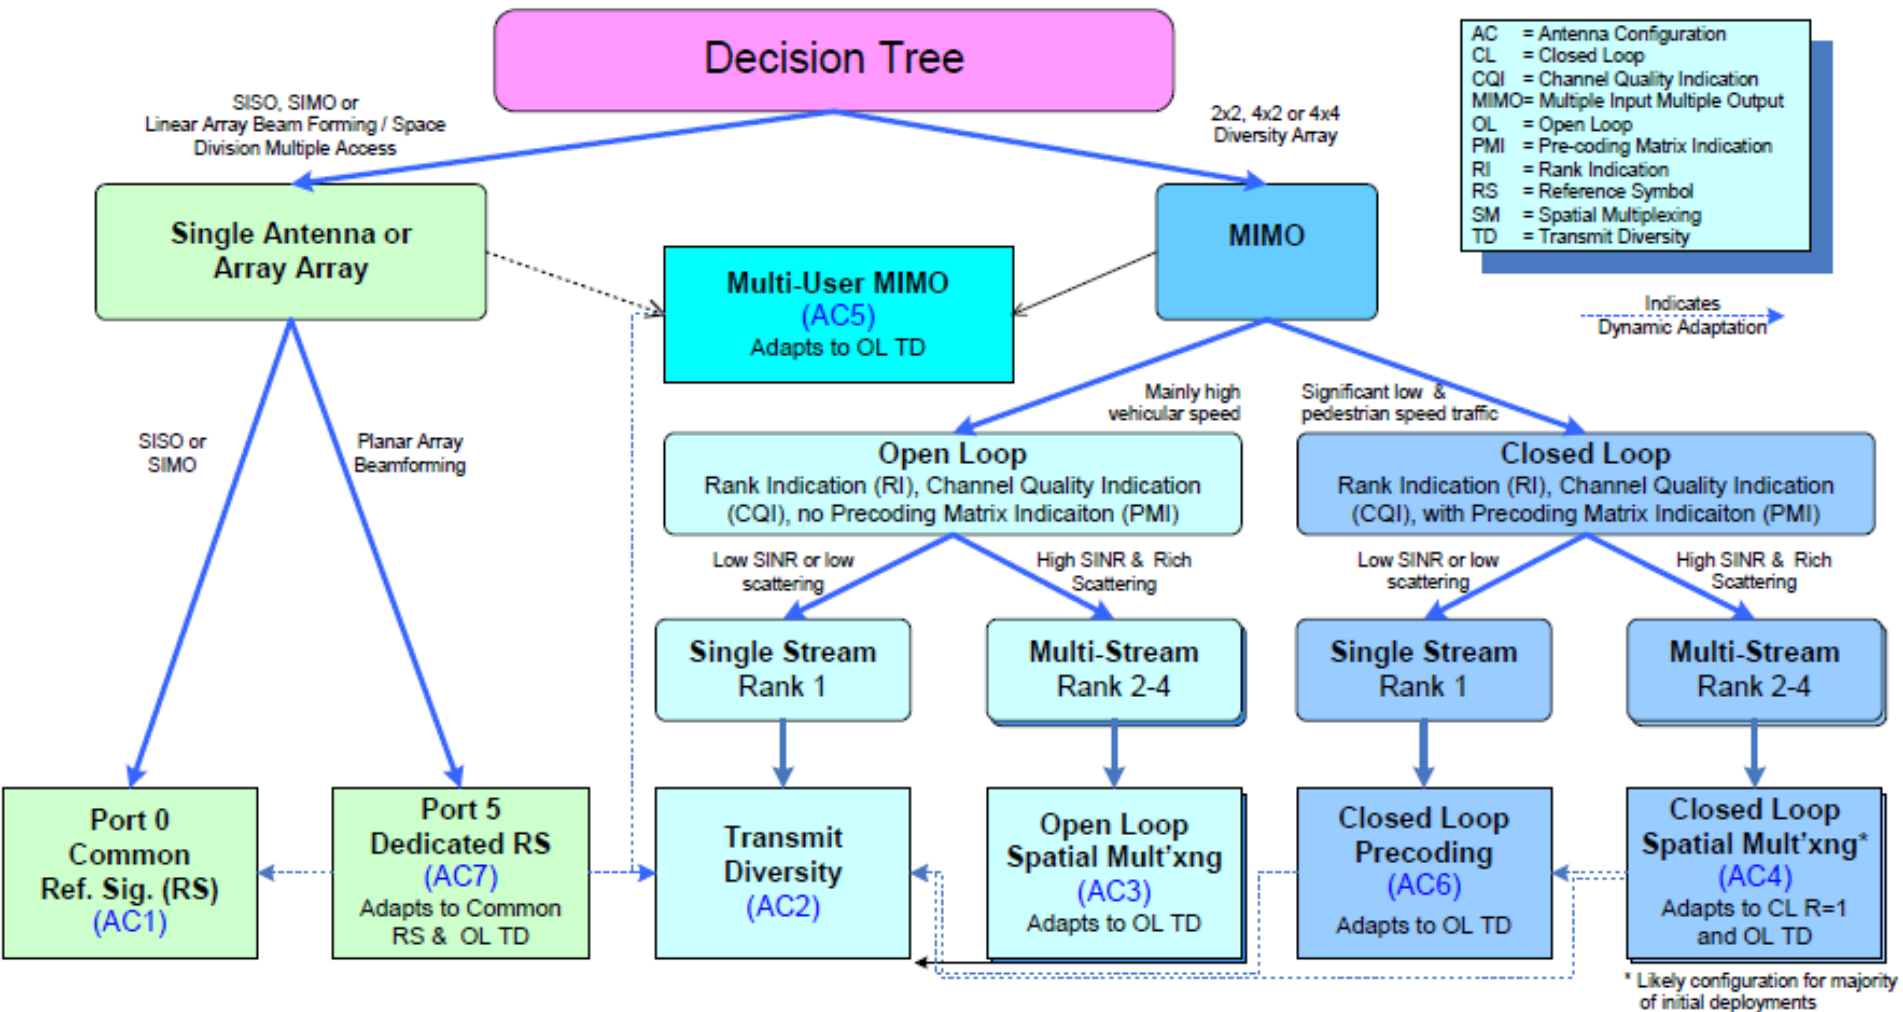 Decision Tree
AC = Antenna Configuration
CL = Closed Loop
CQI = Channel Quality Indication
MIMO= Multiple Input Multiple Output
OL = Open Loop
PMI = Pre-coding Matrix Indication
RI = Rank Indication
RS = Reference Symbol
SM = Spatial Multiplexing
TD = Transmit Diversity
SISO, SIMO or
Linear Array Beam Forming / Space
Division Multiple Access
2x2, 4x2 or 4x4
Diversity Array
Single Antenna or
Array Array
Multi-User MIMO
(AC5)
Adapts to OL TD
MIMO
Indicates
Dynamic Adaptation
Mainly high
vehicular speed
Significant low &
pedestrian speed traffic
SISO or
SIMO
Planar Array
Beamforming
Open Loop
Rank Indication (RI), Channel Quality Indication
(CQI), no Precoding Matrix Indicaiton (PMI)
Closed Loop
Rank Indication (RI), Channel Quality Indication
(CQI), with Precoding Matrix Indicaiton (PMI)
Low SINR or low
scattering
High SINR & Rich
Scattering
Low SINR or low
scattering
High SINR & Rich
Scattering
Single Stream
Rank 1
Multi-Stream
Rank 2-4
Single Stream
Rank 1
Multi-Stream
Rank 2-4
Port 0
Common
Ref. Sig. (RS)
(AC1)
Port 5
Dedicated RS
(AC7)
Adapts to Common
RS & OL TD
Transmit
Diversity
(AC2)
Open Loop
Spatial Mult'xng
(AC3)
Adapts to OL TD
Closed Loop
Precoding
(AC6)
Adapts to OL TD
Closed Loop
Spatial Mult'xng*
(AC4)
Adapts to CL R=1
and OL TD
* Likely configuration for majority
of initial deployments